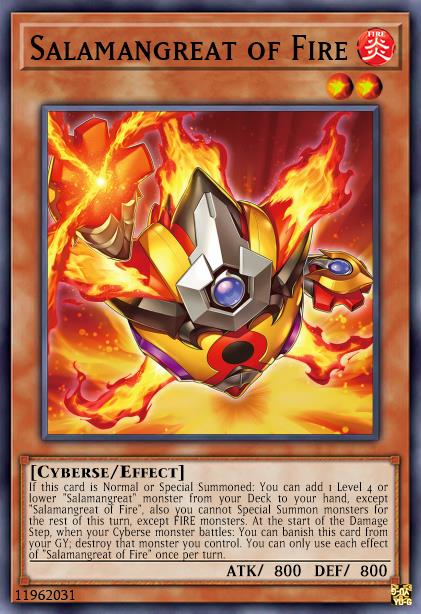 Salamangreat of Fire
FIRE
炎
[Cyberse/Effect]
If this card is Normal or Special Summoned: You can add 1 Level 4 or
lower "Salamangreat" monster from your Deck to your hand, except
"Salamangreat of Fire", also you cannot Special Summon monsters for
the rest of this turn, except FIRE monsters. At the start of the Damage
Step, when your Cyberse monster battles: You can banish this card from
your GY; destroy that monster you control. You can only use each effect
of "Salamangreat of Fire" once per turn.
ATK/ 800 DEF/ 800
11962031